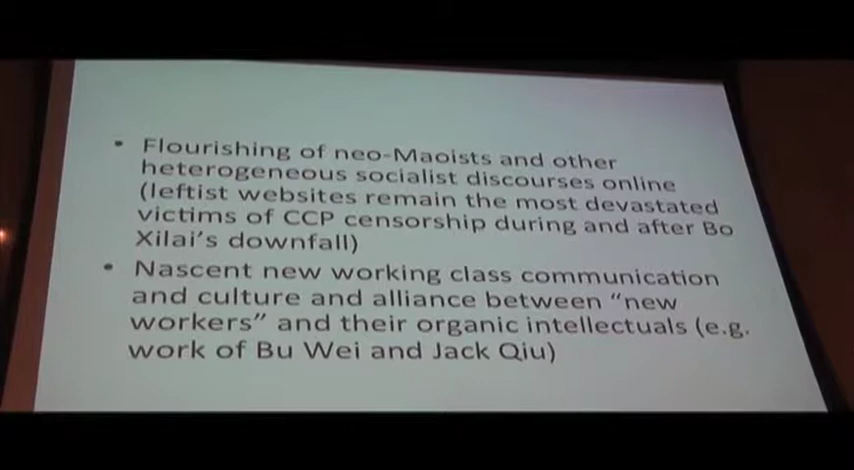 • Flourishing of neo-Maoists and other
heterogeneous socialist discourses online
(leftist websites remain the most devastated
victims of CCP censorship during and after Bo
Xilai's downfall)
• Nascent new working class communication
and culture and alliance between "new
workers" and their organic intellectuals (e.g.
work of Bu Wei and Jack Qiu)